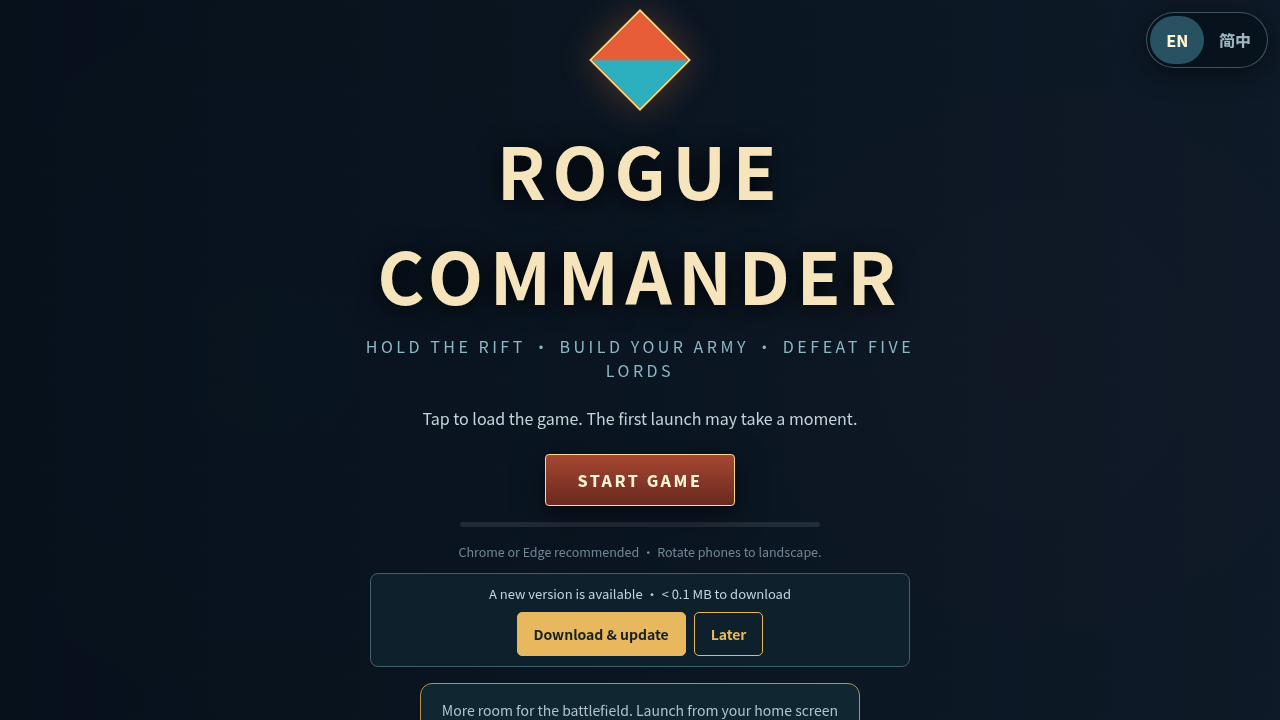 EN
简中
ROGUE
COMMANDER
HOLD THE RIFT • BUILD YOUR ARMY • DEFEAT FIVE
LORDS
Tap to load the game. The first launch may take a moment.
START GAME
Chrome or Edge recommended • Rotate phones to landscape.
A new version is available • < 0.1 MB to download
Download & update
Later
More room for the battlefield. Launch from your home screen